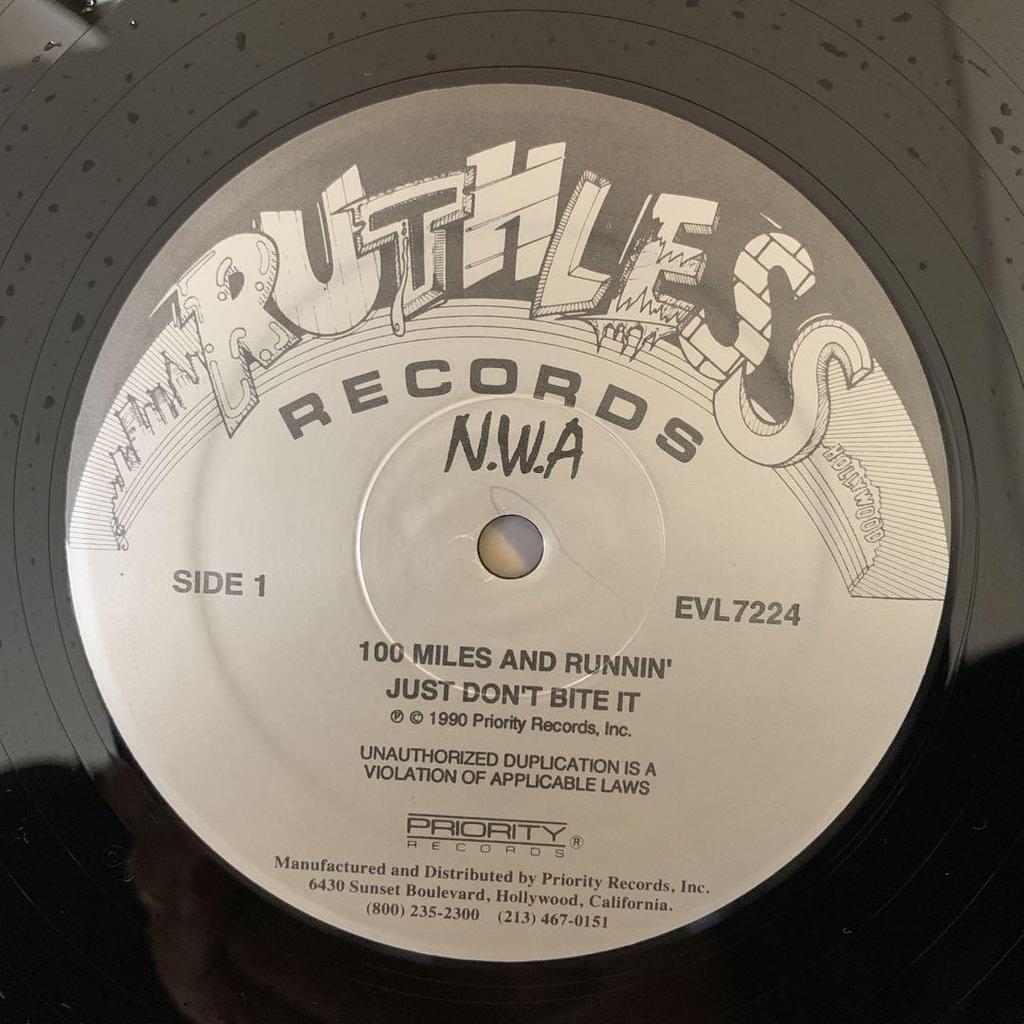 RUTHLESS
RECORDS
N.W.A
HOLLYWOOD
SIDE 1
EVL7224
100 MILES AND RUNNIN'
JUST DON'T BITE IT
℗ © 1990 Priority Records, Inc.
UNAUTHORIZED DUPLICATION IS A
VIOLATION OF APPLICABLE LAWS
PRIORITY
RECORDS ®
Manufactured and Distributed by Priority Records, Inc.
6430 Sunset Boulevard, Hollywood, California.
(800) 235-2300 (213) 467-0151